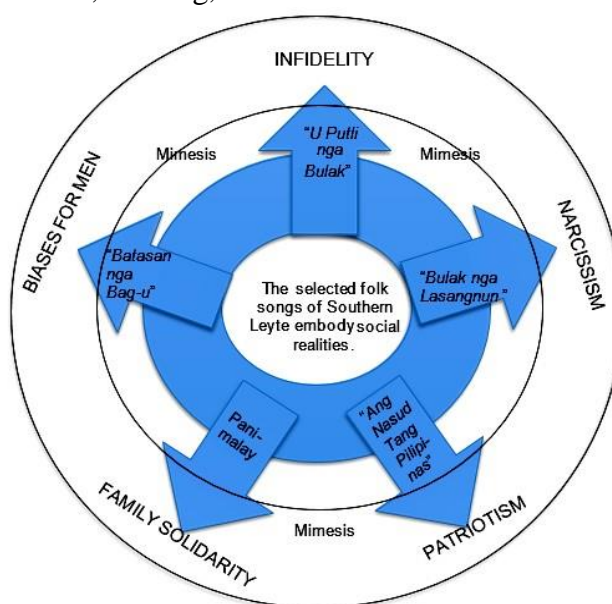 INFIDELITY
"U Putli
nga
Bulak"
Mimesis
Mimesis
BIASES FOR MEN
NARCISSISM
"Batasan
nga
Bag-u"
"Bulak nga
Lasangnun"
The selected folk
songs of Southern
Leyte embody social
realities.
Pani-
malay
"Ang
Nasud
Tang
Pilipi-
nas"
FAMILY SOLIDARITY
Mimesis
PATRIOTISM